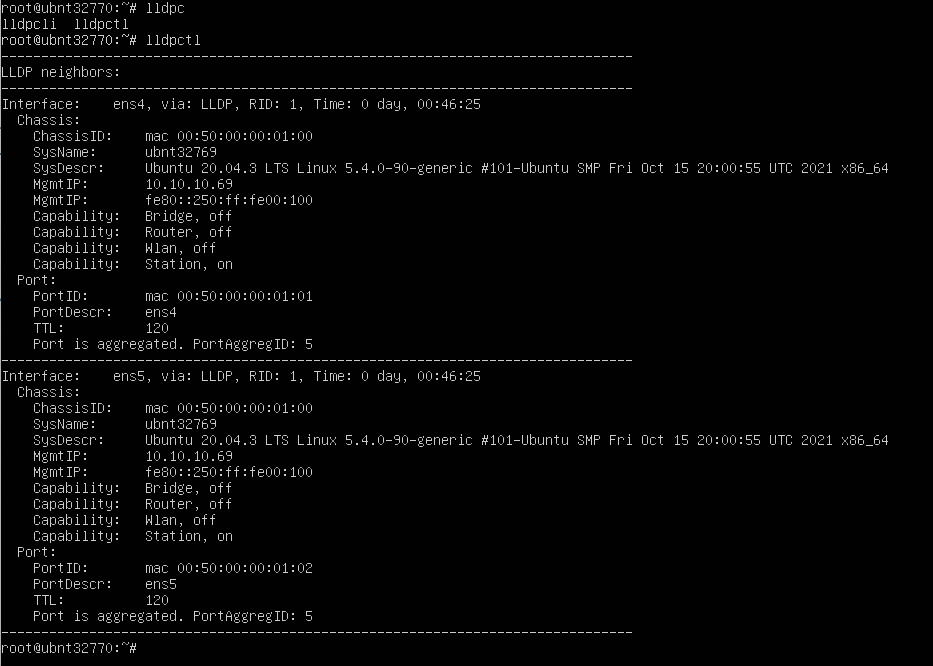 root@ubnt32770:~# lldpc
lldpcli  lldpctl
root@ubnt32770:~# lldpctl
-------------------------------------------------------------------------------
LLDP neighbors:
-------------------------------------------------------------------------------
Interface:    ens4, via: LLDP, RID: 1, Time: 0 day, 00:46:25
  Chassis:
    ChassisID:    mac 00:50:00:00:01:00
    SysName:      ubnt32769
    SysDescr:     Ubuntu 20.04.3 LTS Linux 5.4.0-90-generic #101-Ubuntu SMP Fri Oct 15 20:00:55 UTC 2021 x86_64
    MgmtIP:       10.10.10.69
    MgmtIP:       fe80::250:ff:fe00:100
    Capability:   Bridge, off
    Capability:   Router, off
    Capability:   Wlan, off
    Capability:   Station, on
  Port:
    PortID:       mac 00:50:00:00:01:01
    PortDescr:    ens4
    TTL:          120
    Port is aggregated. PortAggregID: 5
-------------------------------------------------------------------------------
Interface:    ens5, via: LLDP, RID: 1, Time: 0 day, 00:46:25
  Chassis:
    ChassisID:    mac 00:50:00:00:01:00
    SysName:      ubnt32769
    SysDescr:     Ubuntu 20.04.3 LTS Linux 5.4.0-90-generic #101-Ubuntu SMP Fri Oct 15 20:00:55 UTC 2021 x86_64
    MgmtIP:       10.10.10.69
    MgmtIP:       fe80::250:ff:fe00:100
    Capability:   Bridge, off
    Capability:   Router, off
    Capability:   Wlan, off
    Capability:   Station, on
  Port:
    PortID:       mac 00:50:00:00:01:02
    PortDescr:    ens5
    TTL:          120
    Port is aggregated. PortAggregID: 5
-------------------------------------------------------------------------------
root@ubnt32770:~#